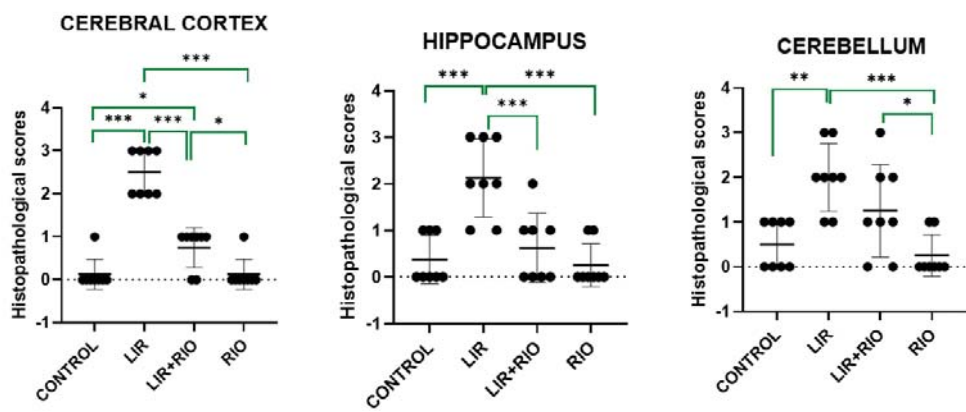 CEREBRAL CORTEX
***
*
*** *** *
Histopathological scores
4
3
2
1
0
-1
CONTROL LIR LIR+RIO RIO
HIPPOCAMPUS
*** ***
***
Histopathological scores
4
3
2
1
0
-1
CONTROL LIR LIR+RIO RIO
CEREBELLUM
** ***
*
Histopathological scores
4
3
2
1
0
-1
CONTROL LIR LIR+RIO RIO